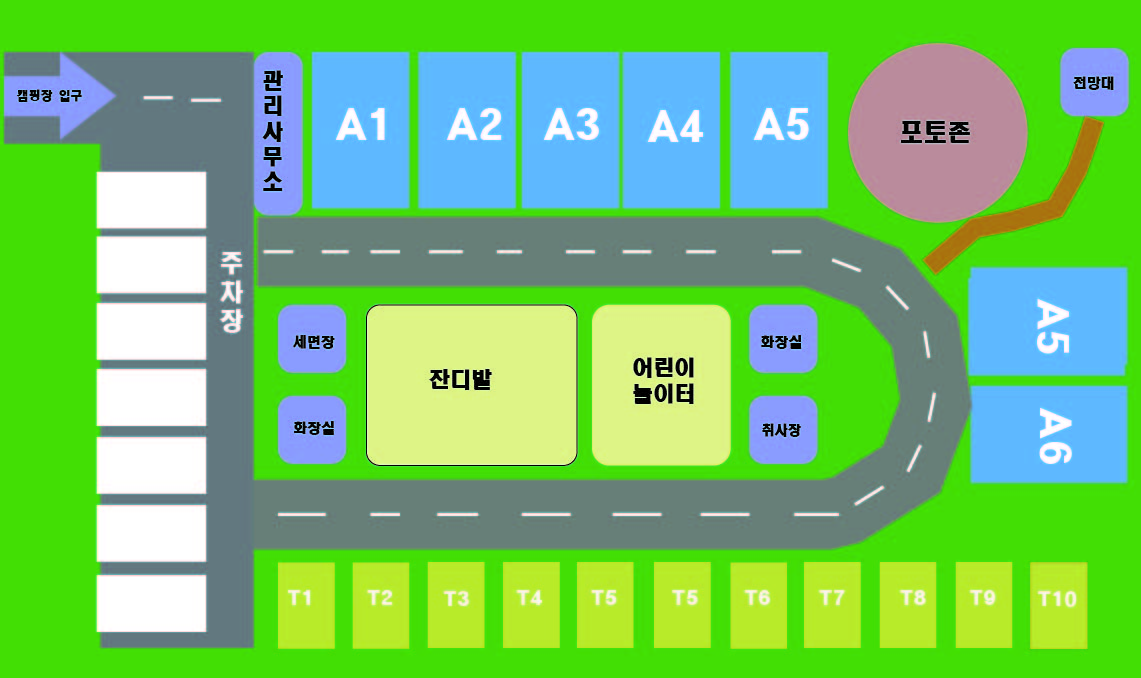 캠핑장 입구
관리사무소
A1
A2
A3
A4
A5
포토존
전망대
주차장
세면장
화장실
잔디밭
어린이
놀이터
화장실
취사장
A5
A6
T1
T2
T3
T4
T5
T5
T6
T7
T8
T9
T10